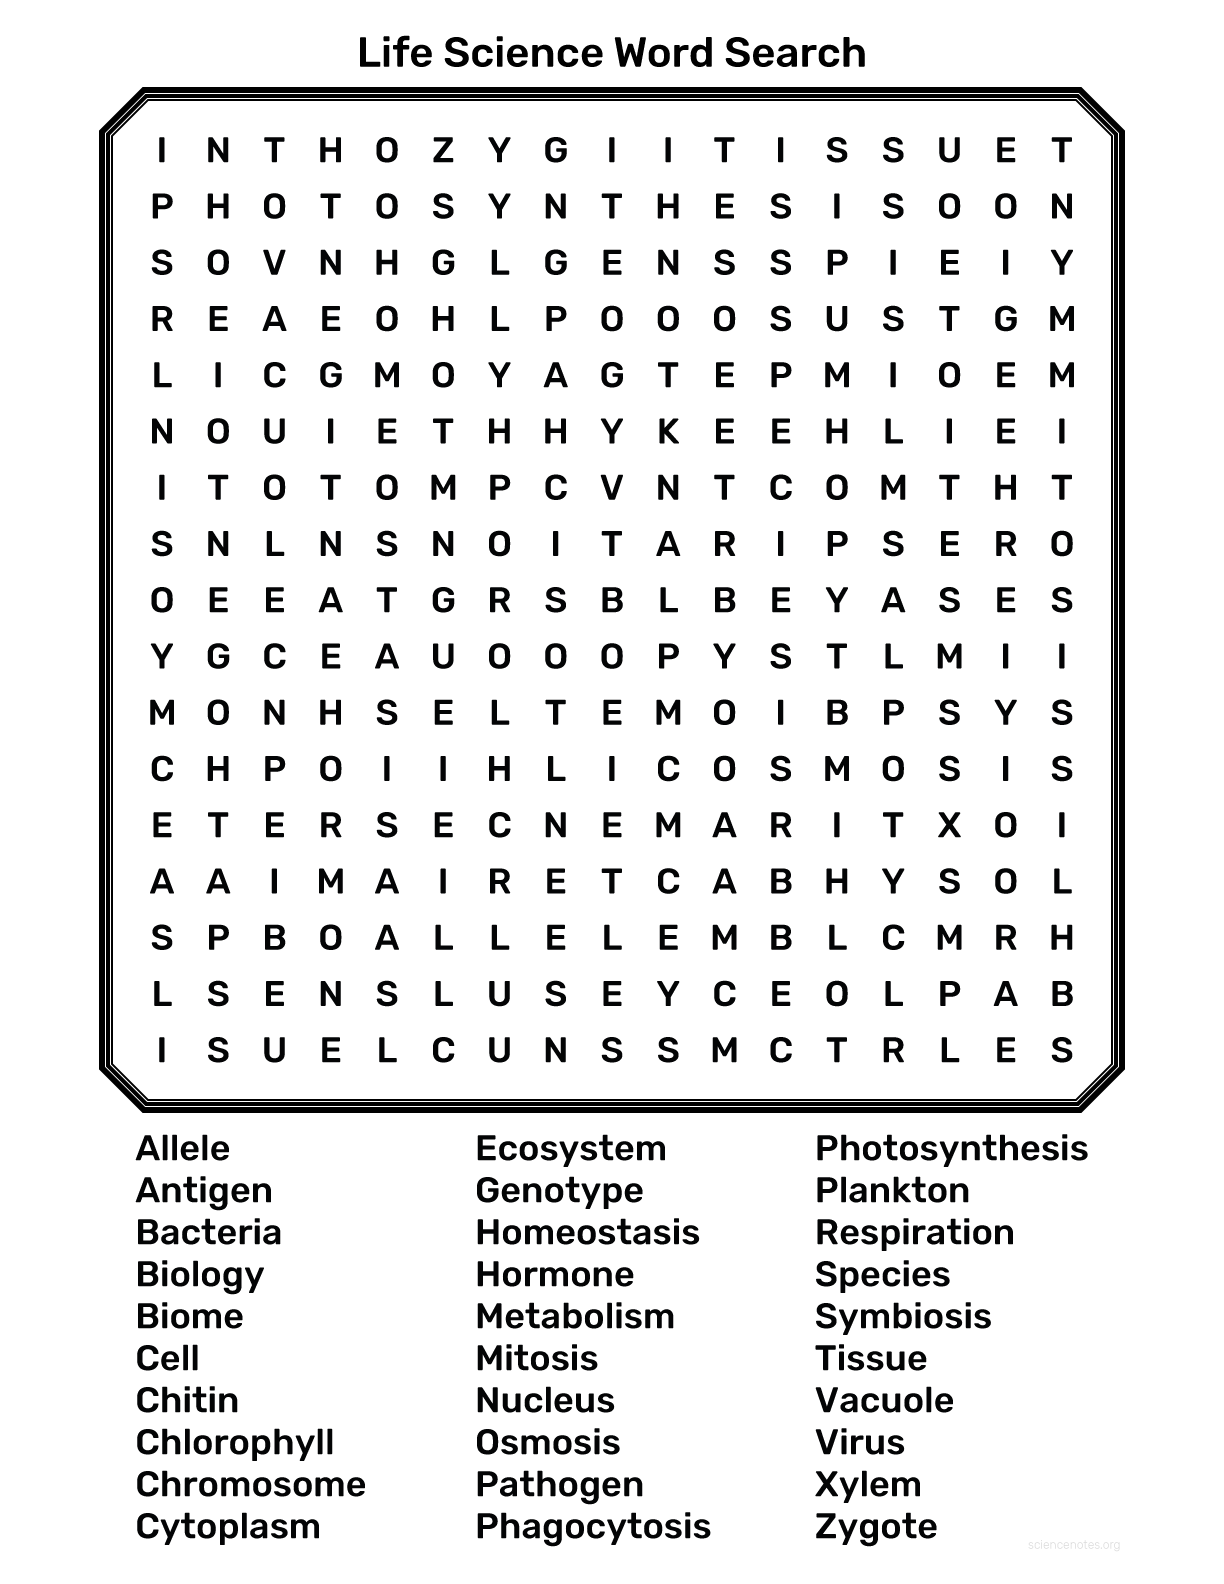 Life Science Word Search
I N T H O Z Y G I I T I S S U E T
P H O T O S Y N T H E S I S O O N
S O V N H G L G E N S S P I E I Y
R E A E O H L P O O O S U S T G M
L I C G M O Y A G T E P M I O E M
N O U I E T H H Y K E E H L I E I
I T O T O M P C V N T C O M T H T
S N L N S N O I T A R I P S E R O
O E E A T G R S B L B E Y A S E S
Y G C E A U O O O P Y S T L M I I
M O N H S E L T E M O I B P S Y S
C H P O I I H L I C O S M O S I S
E T E R S E C N E M A R I T X O I
A A I M A I R E T C A B H Y S O L
S P B O A L L E L E M B L C M R H
L S E N S L U S E Y C E O L P A B
I S U E L C U N S S M C T R L E S
Allele Ecosystem Photosynthesis
Antigen Genotype Plankton
Bacteria Homeostasis Respiration
Biology Hormone Species
Biome Metabolism Symbiosis
Cell Mitosis Tissue
Chitin Nucleus Vacuole
Chlorophyll Osmosis Virus
Chromosome Pathogen Xylem
Cytoplasm Phagocytosis Zygote
sciencenotes.org